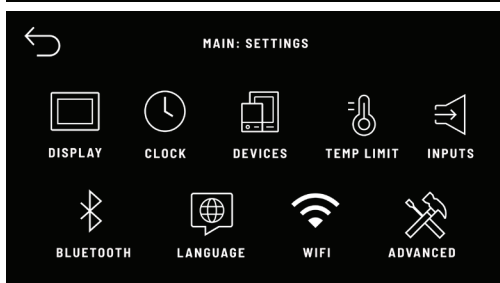 MAIN: SETTINGS
DISPLAY CLOCK DEVICES TEMP LIMIT INPUTS
BLUETOOTH LANGUAGE WIFI ADVANCED